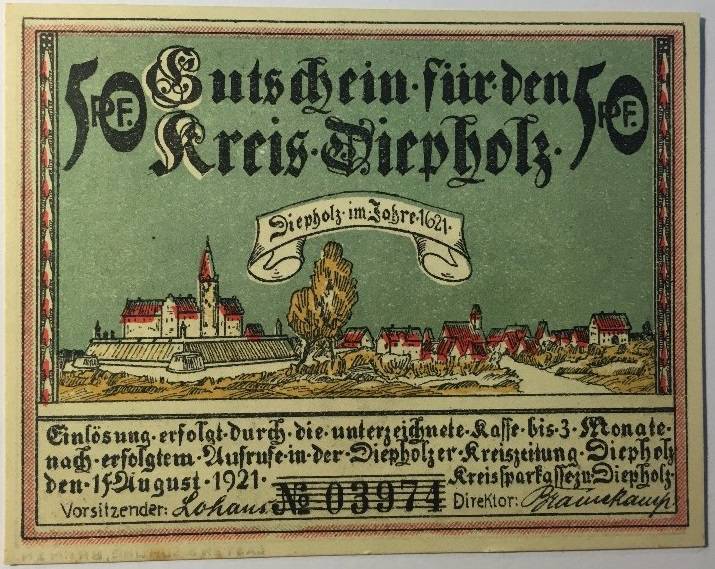 50 PF. Gutschein·für·den 50 PF.
Kreis·Diepholz·
Diepholz·im·Jahre·1621·
Einlösung·erfolgt·durch·die·unterzeichnete·Kasse·bis·3·Monate·
nach·erfolgtem·Aufrufe·in·der·Diepholzer·Kreiszeitung·Diepholz
den·15·August·1921· Kreissparkasse zu Diepholz·
Vorsitzender: Lohaus № 03974 Direktor: